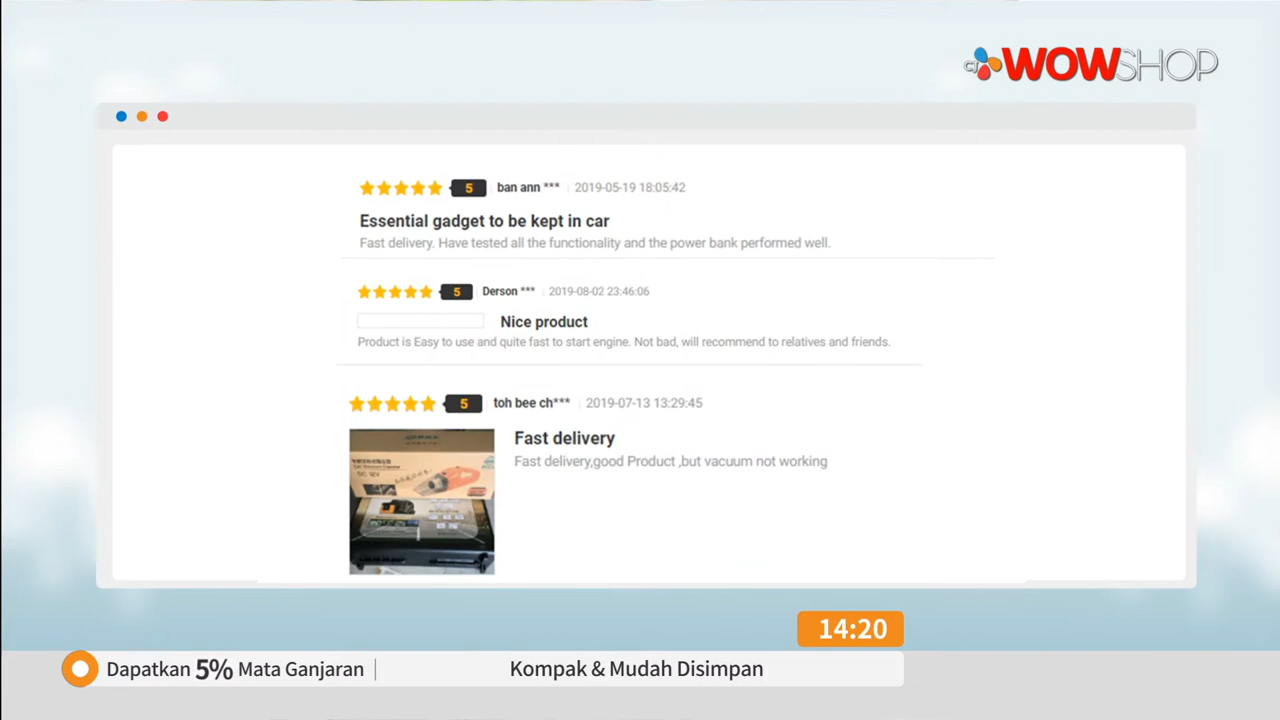 CJ WOWSHOP
5 ban ann *** 2019-05-19 18:05:42
Essential gadget to be kept in car
Fast delivery. Have tested all the functionality and the power bank performed well.
5 Derson *** 2019-08-02 23:46:06
Nice product
Product is Easy to use and quite fast to start engine. Not bad, will recommend to relatives and friends.
5 toh bee ch*** 2019-07-13 13:29:45
Fast delivery
Fast delivery,good Product ,but vacuum not working
DC 12V
14:20
Dapatkan 5% Mata Ganjaran | Kompak & Mudah Disimpan